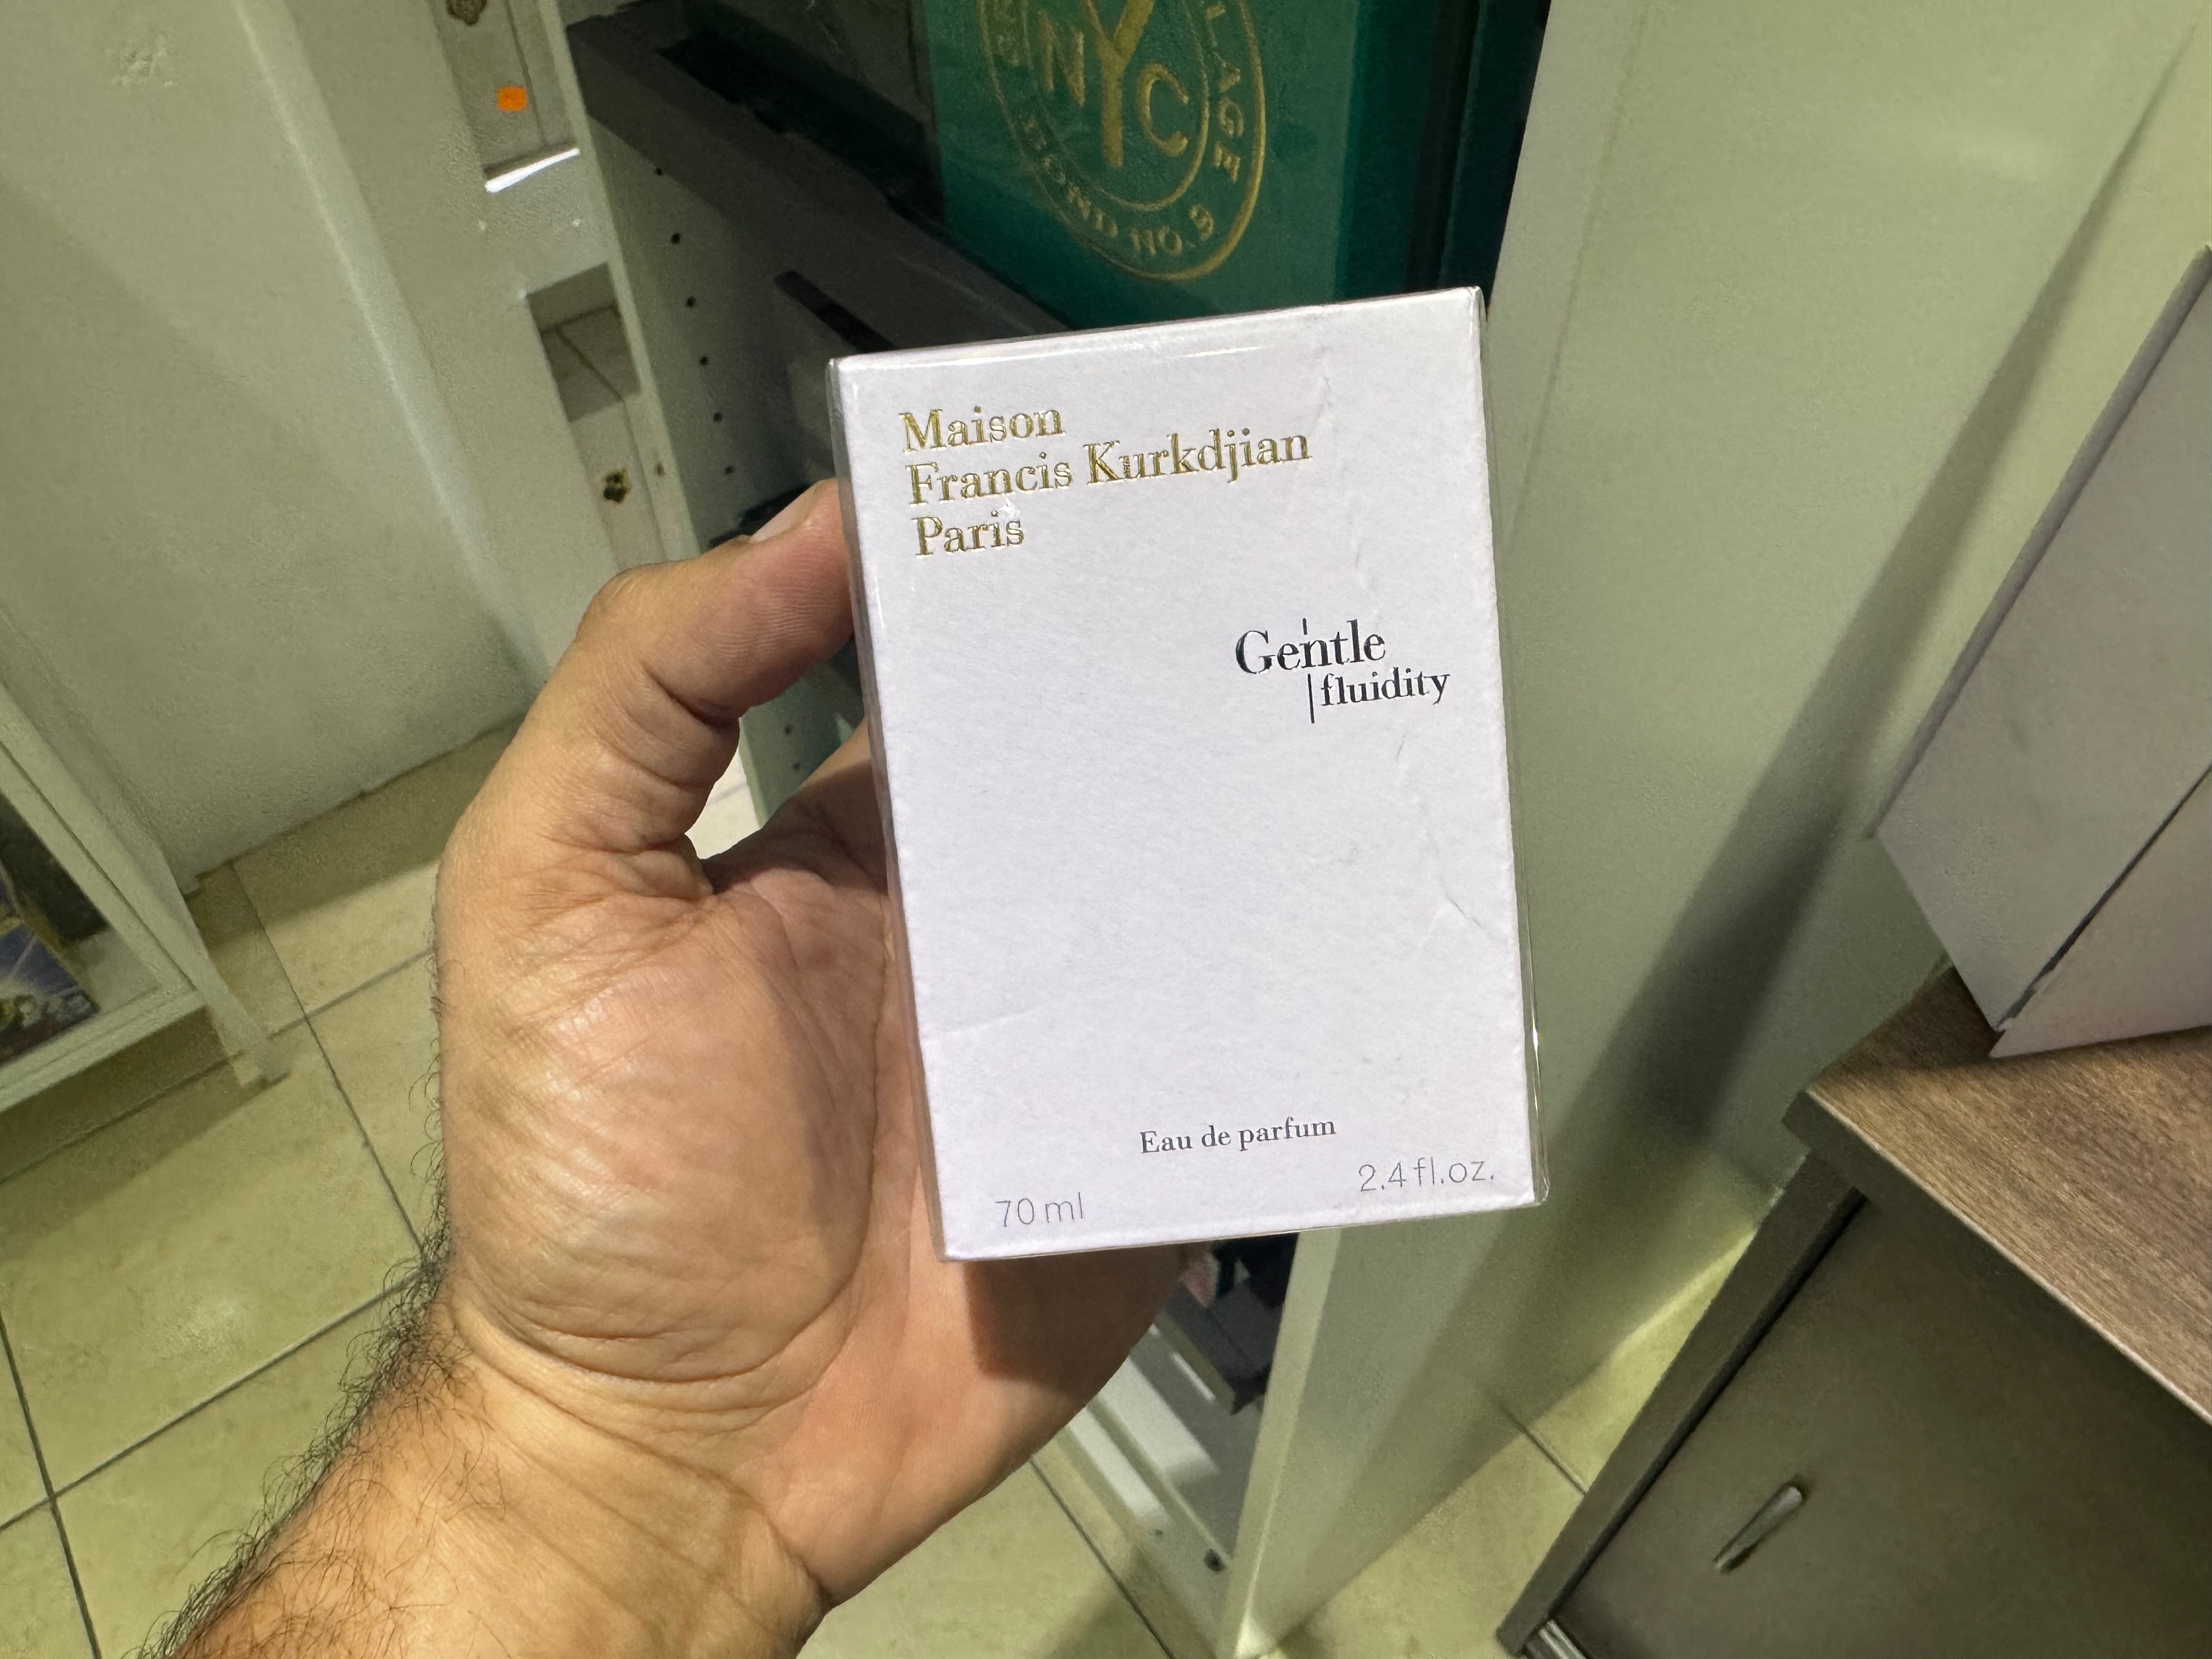 NYC
BOND NO. 9
Maison
Francis Kurkdjian
Paris
Gentle
fluidity
Eau de parfum
70 ml
2.4 fl.oz.